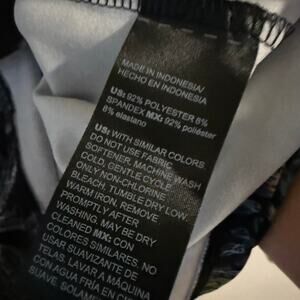 MADE IN INDONESIA/
HECHO EN INDONESIA
US: 92% POLYESTER 8%
SPANDEX MX: 92% poliéster
8% elastano
US: WITH SIMILAR COLORS.
DO NOT USE FABRIC
SOFTENER, MACHINE WASH
COLD, GENTLE CYCLE
ONLY NON-CHLORINE
BLEACH, TUMBLE DRY LOW,
WARM IRON, REMOVE
PROMPTLY AFTER
WASHING. MAY BE DRY
CLEANED MX: CON
COLORES SIMILARES, NO
USAR SUAVIZANTE DE
TELAS, LAVAR A MÁQUINA
CON AGUA FRÍA EN CI
SUAVE, SOLAM